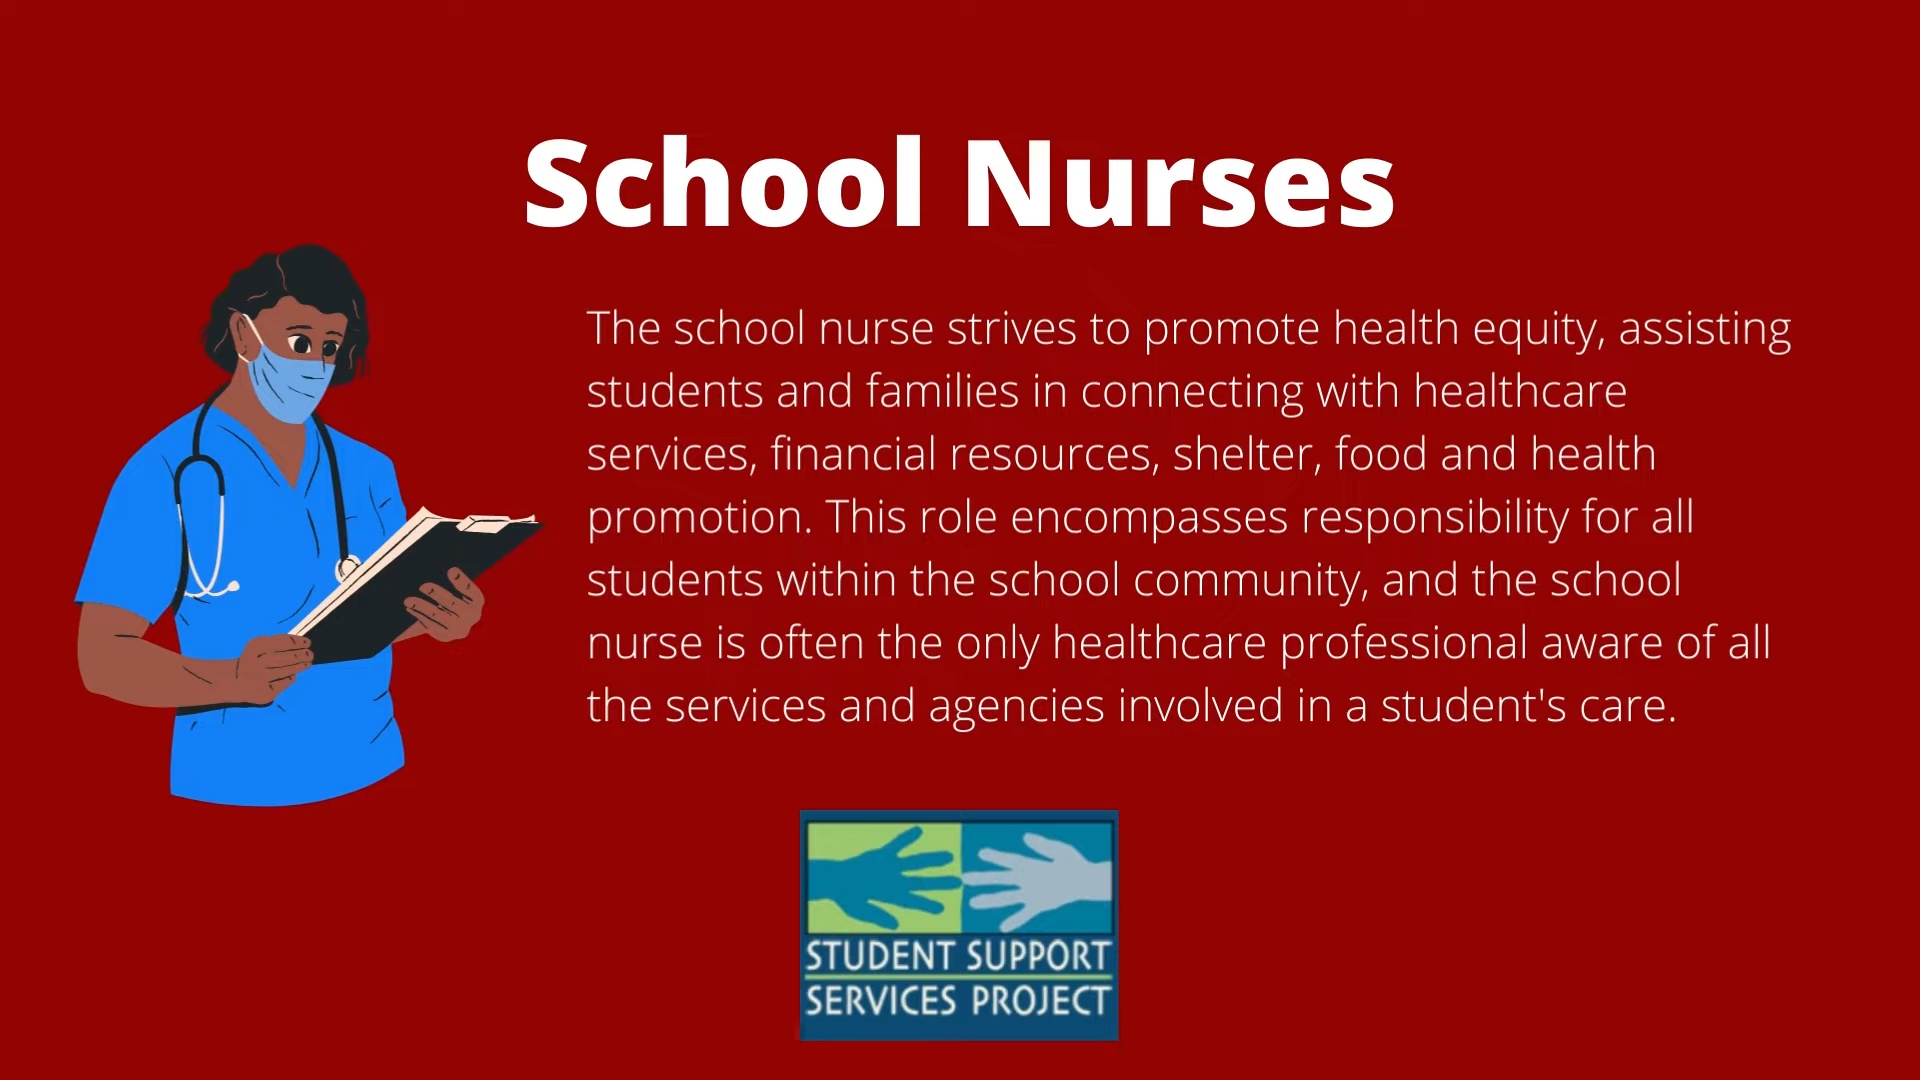 School Nurses
The school nurse strives to promote health equity, assisting
students and families in connecting with healthcare
services, financial resources, shelter, food and health
promotion. This role encompasses responsibility for all
students within the school community, and the school
nurse is often the only healthcare professional aware of all
the services and agencies involved in a student's care.
STUDENT SUPPORT
SERVICES PROJECT